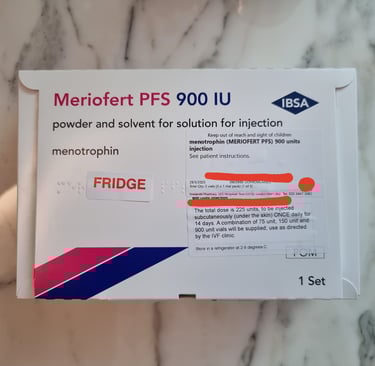 Meriofert PFS 900 IU
IBSA
powder and solvent for solution for injection
Keep out of reach and sight of children
menotrophin (MERIOFERT PFS) 900 units
injection
See patient instructions.
menotrophin
FRIDGE
The total dose is 225 units, to be injected
subcutaneously (under the skin) ONCE daily for
14 days. A combination of 75 unit, 150 unit and
900 unit vials will be supplied, use as directed
by the IVF clinic.
Store in a refrigerator at 2-8 degrees C
POM
1 Set